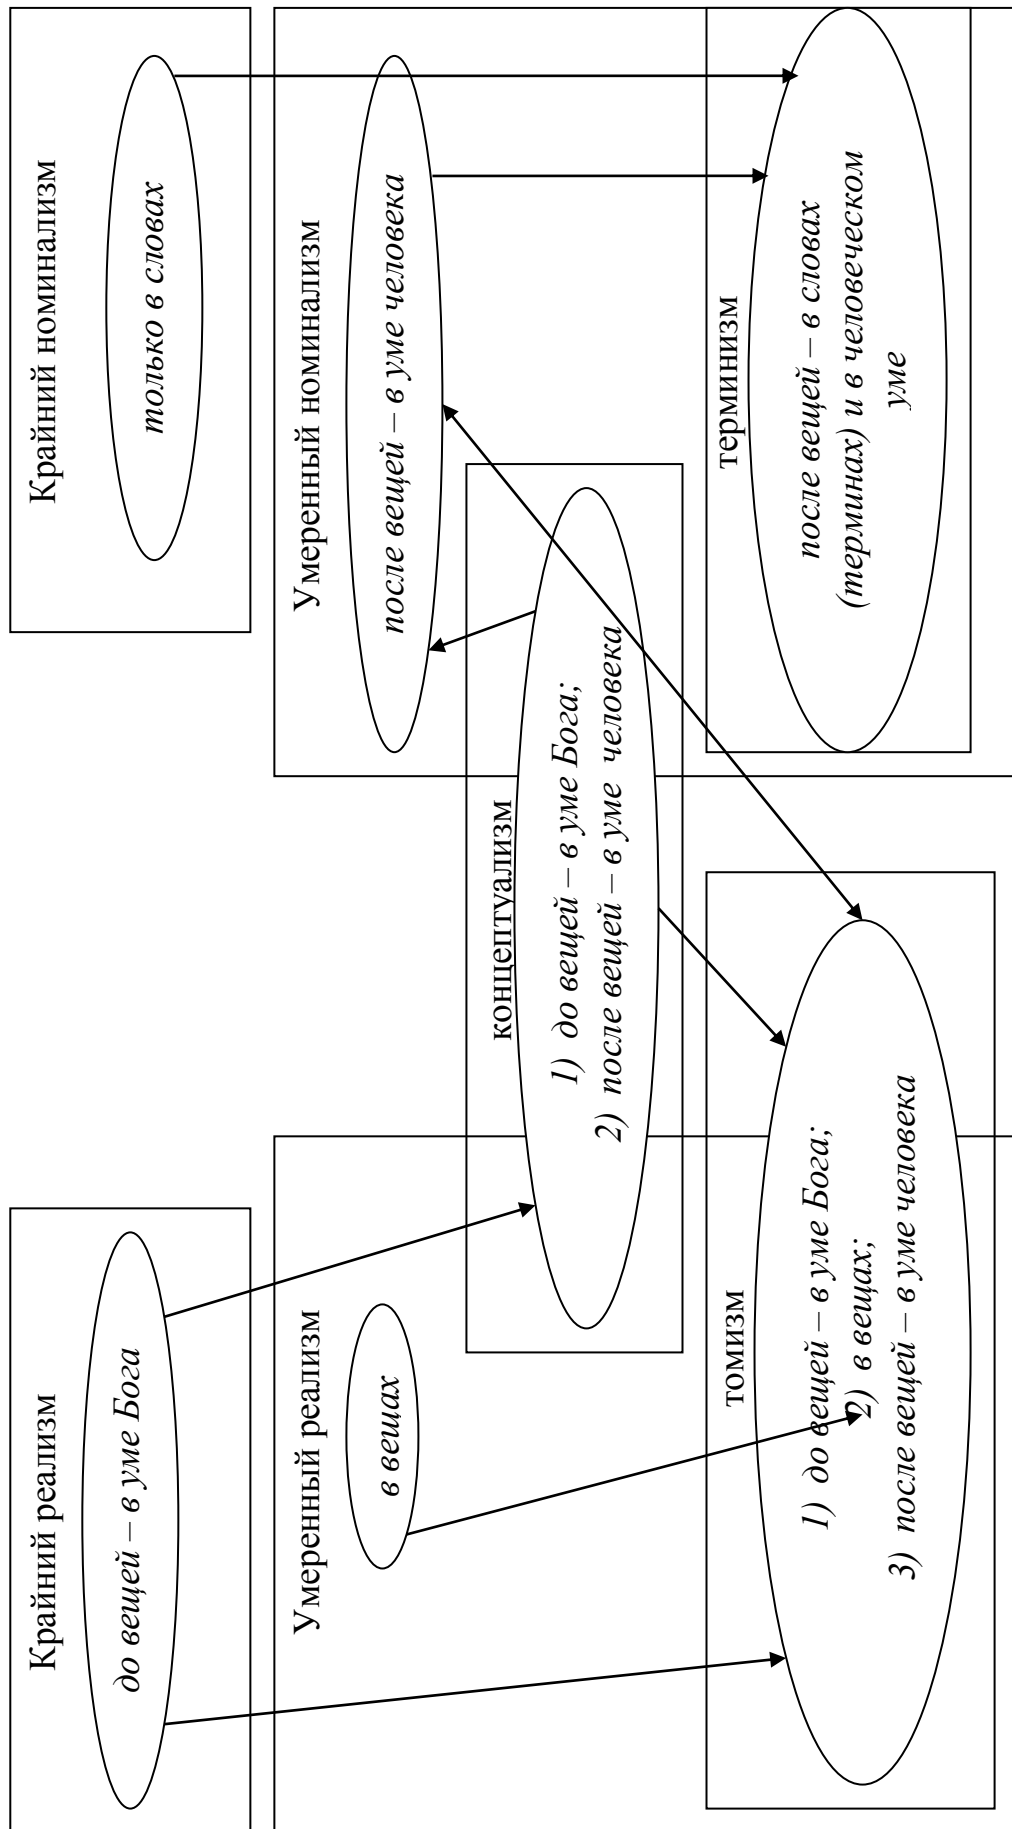 Крайний реализм
до вещей – в уме Бога
Крайний номинализм
только в словах
Умеренный реализм
в вещах
Умеренный номинализм
после вещей – в уме человека
концептуализм
1) до вещей – в уме Бога;
2) после вещей – в уме человека
томизм
1) до вещей – в уме Бога;
2) в вещах;
3) после вещей – в уме человека
терминизм
после вещей – в словах
(терминах) и в человеческом
уме